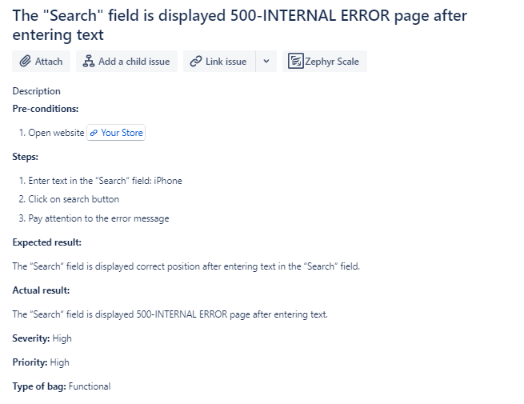 The "Search" field is displayed 500-INTERNAL ERROR page after
entering text
Attach
Add a child issue
Link issue
Zephyr Scale
Description
Pre-conditions:
1. Open website Your Store
Steps:
1. Enter text in the "Search" field: iPhone
2. Click on search button
3. Pay attention to the error message
Expected result:
The "Search" field is displayed correct position after entering text in the "Search" field.
Actual result:
The "Search" field is displayed 500-INTERNAL ERROR page after entering text.
Severity: High
Priority: High
Type of bag: Functional